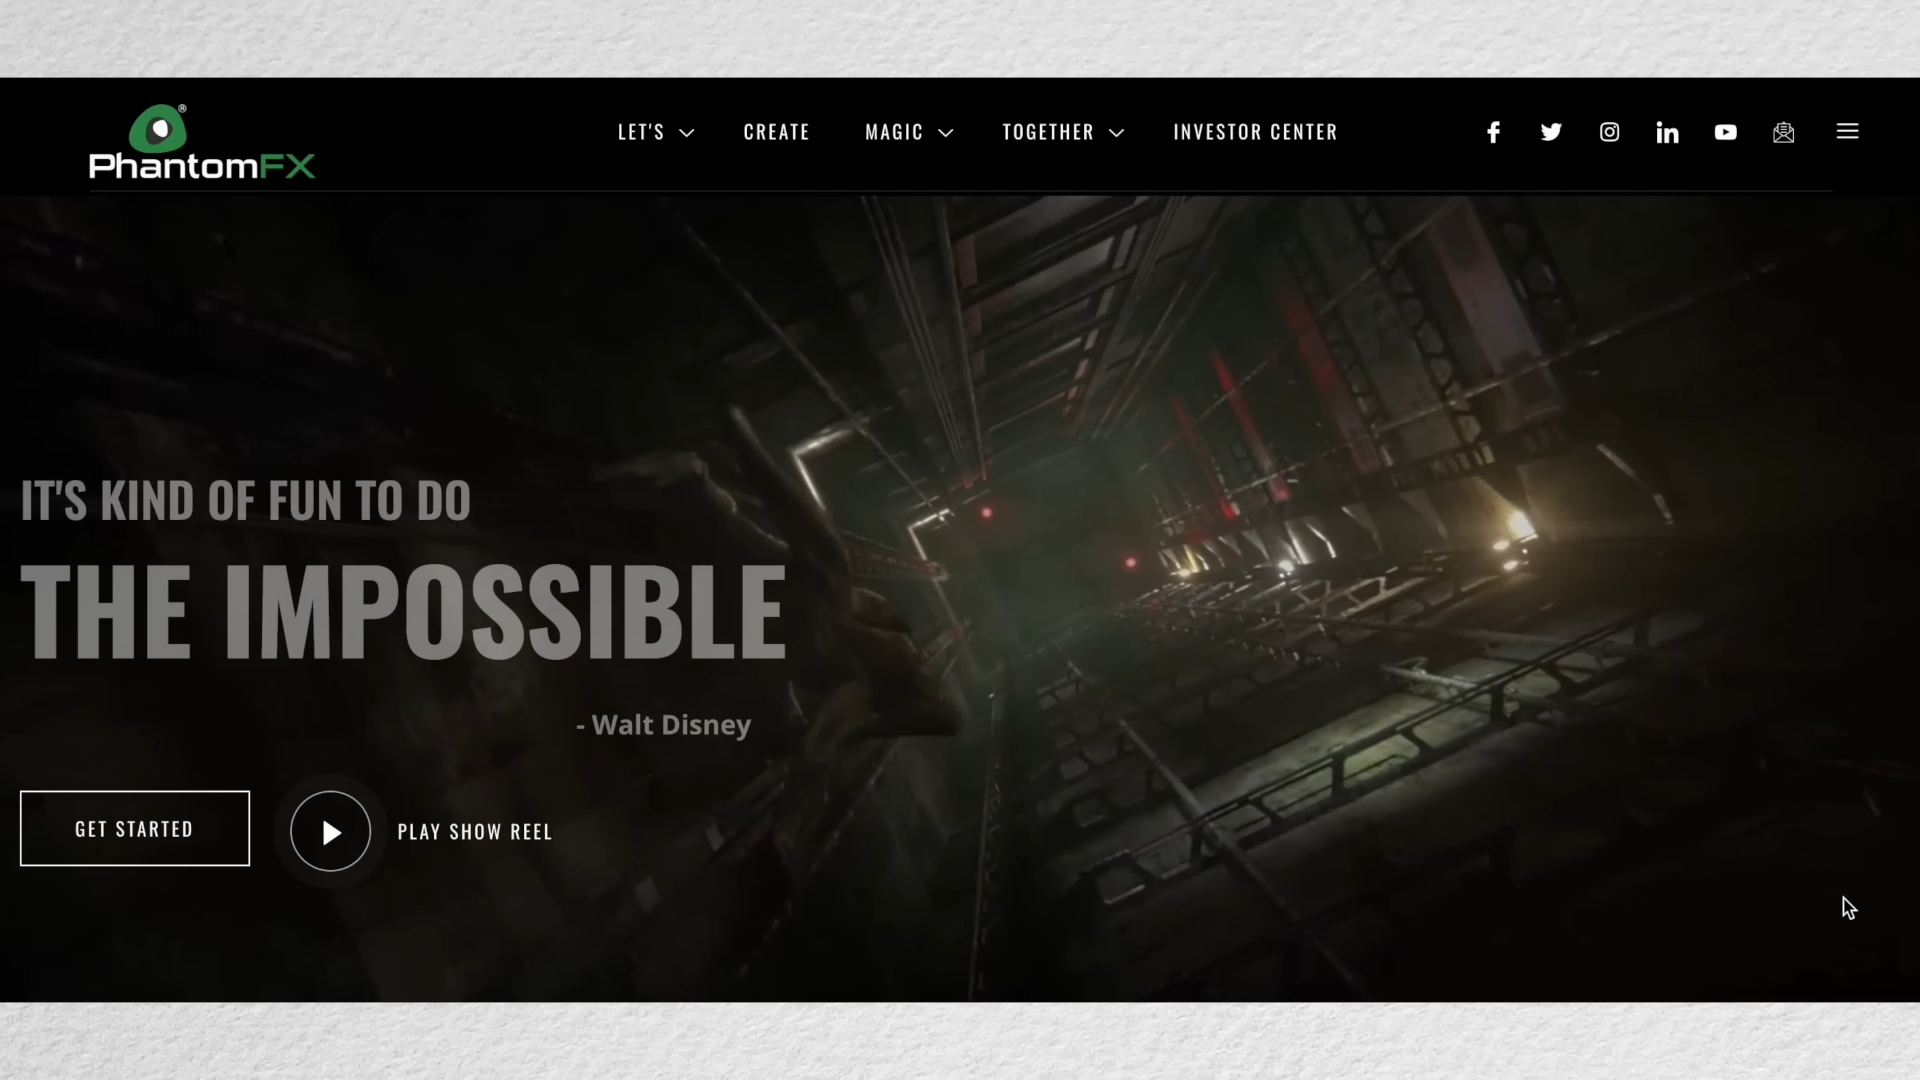 PhantomFX®
LET'S
CREATE
MAGIC
TOGETHER
INVESTOR CENTER
IT'S KIND OF FUN TO DO
THE IMPOSSIBLE
- Walt Disney
GET STARTED
PLAY SHOW REEL